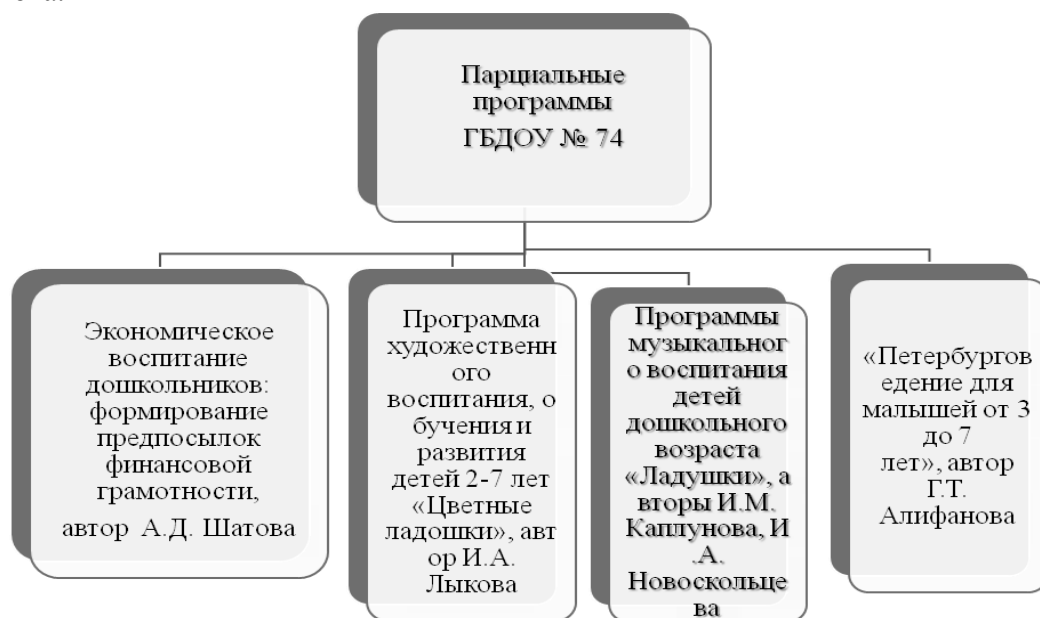 Парциальные
программы
ГБДОУ № 74
Экономическое
воспитание
дошкольников:
формирование
предпосылок
финансовой
грамотности,
автор А.Д. Шатова
Программа
художественн
ого
воспитания, о
бучения и
развития
детей 2-7 лет
«Цветные
ладошки», авт
ор И.А.
Лыкова
Программы
музыкальног
о воспитания
детей
дошкольного
возраста
«Ладушки», а
вторы И.М.
Каплунова, И
.А.
Новоскольце
ва
«Петербургов
едение для
малышей от 3
до 7
лет», автор
Г.Т.
Алифанова